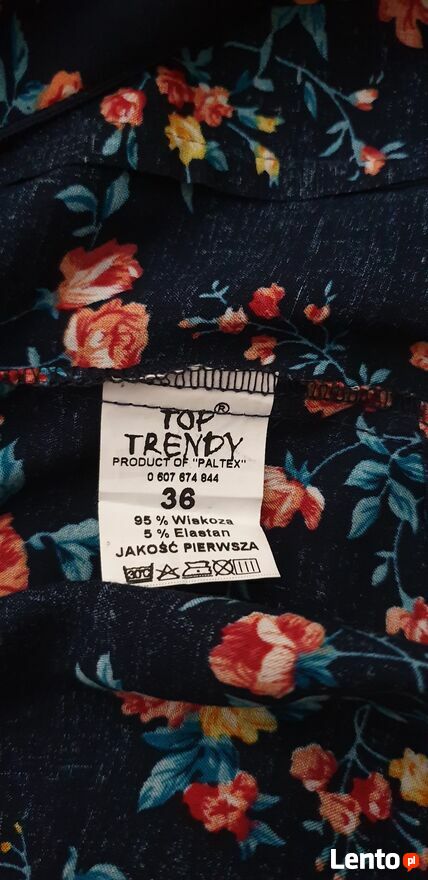 TOP ®
TRENDY
PRODUCT OF "PALTEX"
0 607 674 844
36
95 % Wiskoza
5 % Elastan
JAKOŚĆ PIERWSZA
30°C
Lento.pl